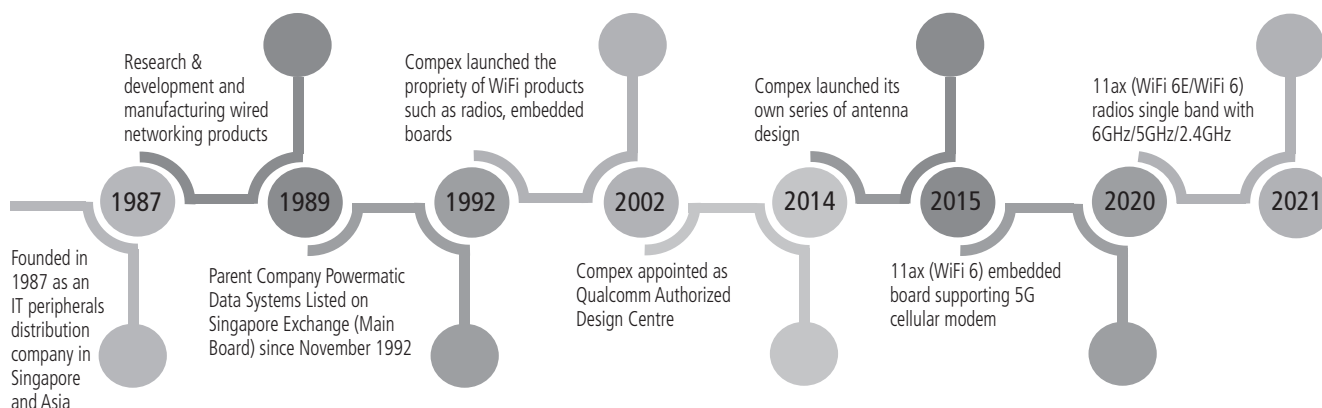 Founded in
1987 as an
IT peripherals
distribution
company in
Singapore
and Asia
1987
Research &
development and
manufacturing wired
networking products
1989
Parent Company Powermatic
Data Systems Listed on
Singapore Exchange (Main
Board) since November 1992
1992
Compex launched the
propriety of WiFi products
such as radios, embedded
boards
2002
Compex appointed as
Qualcomm Authorized
Design Centre
2014
Compex launched its
own series of antenna
design
2015
11ax (WiFi 6) embedded
board supporting 5G
cellular modem
2020
11ax (WiFi 6E/WiFi 6)
radios single band with
6GHz/5GHz/2.4GHz
2021